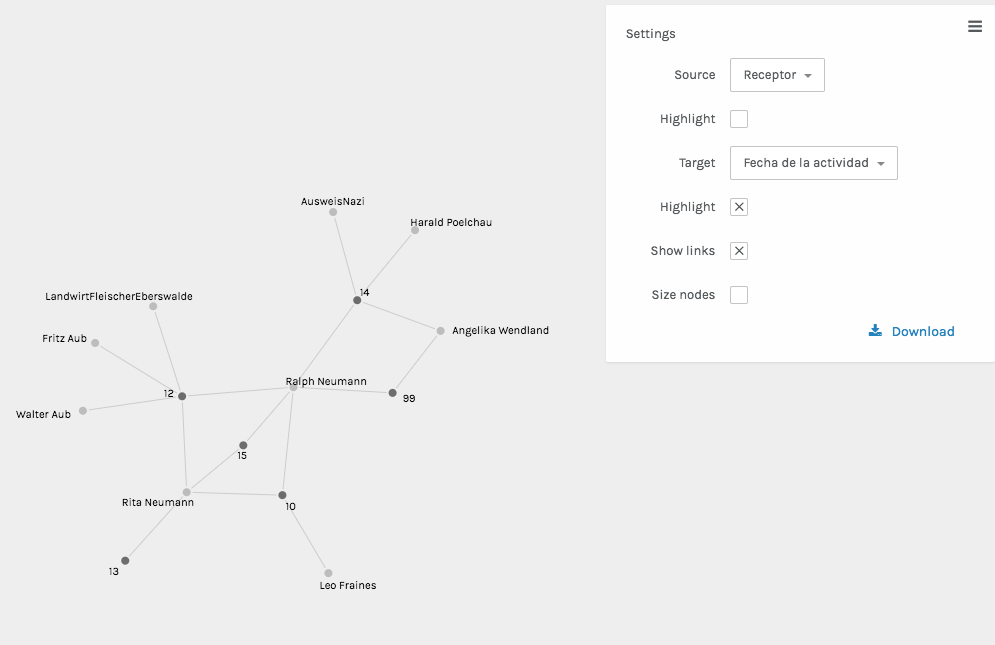 Settings
Source
Receptor
Highlight
Target
Fecha de la actividad
Highlight
Show links
Size nodes
Download
AusweisNazi
Harald Poelchau
14
LandwirtFleischerEberswalde
Angelika Wendland
Fritz Aub
Ralph Neumann
12
99
Walter Aub
15
Rita Neumann
10
13
Leo Fraines